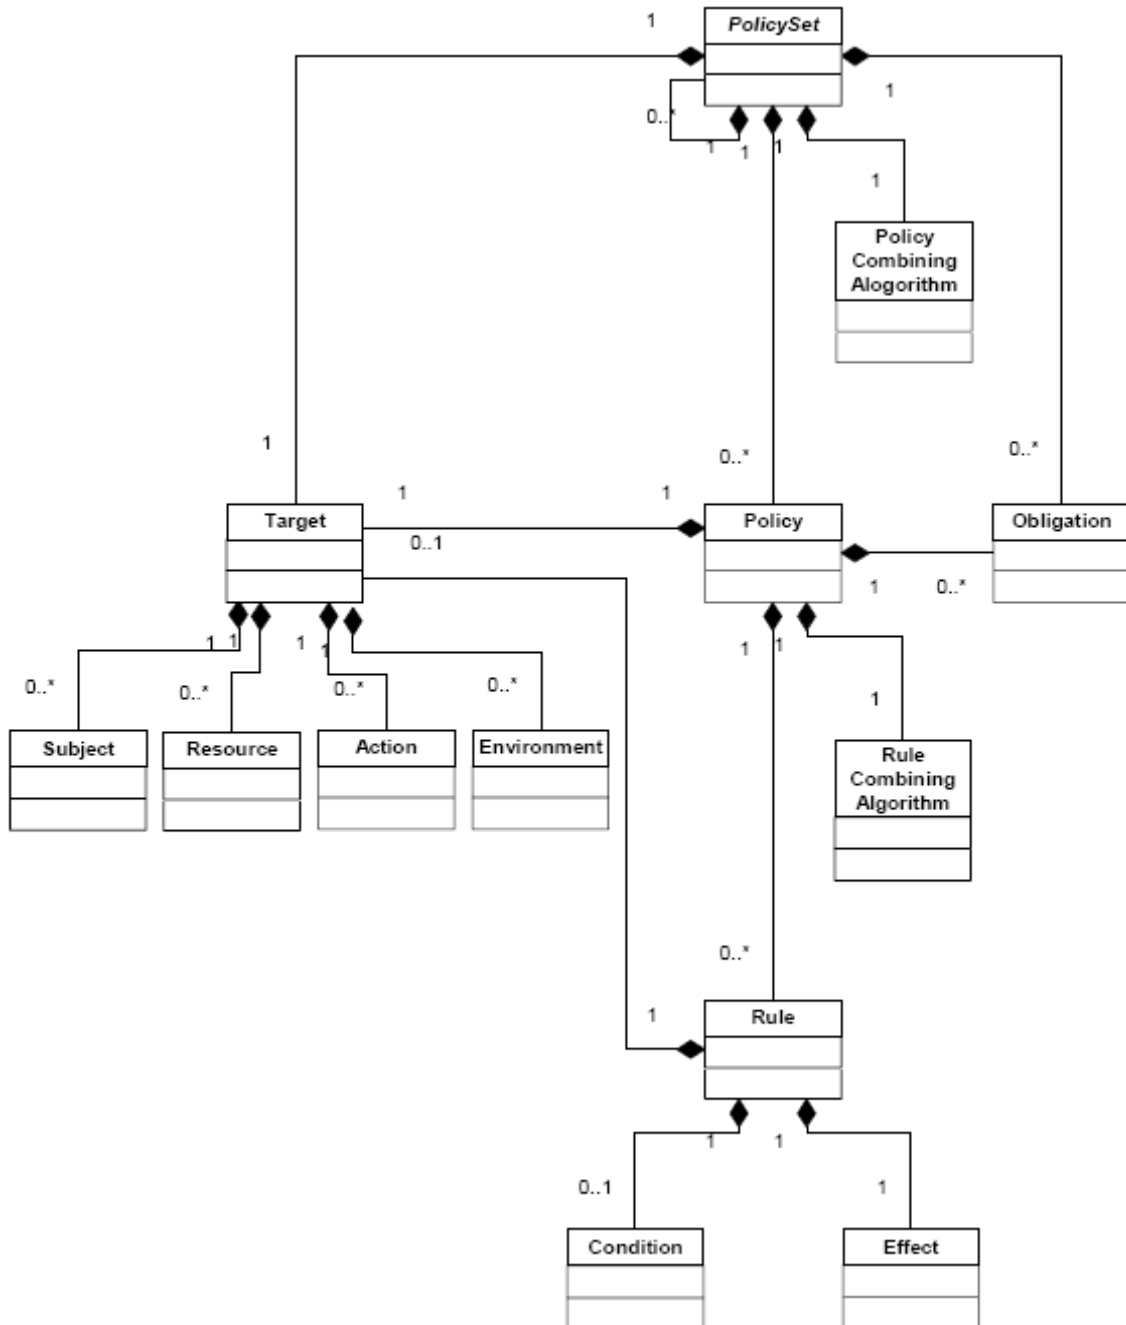 1
PolicySet
1
0..*
1
1
1
1
Policy
Combining
Alogorithm
1
0..*
0..*
1
1
Target
Policy
Obligation
0..1
1
0..*
1
1
1
1
1
1
0..*
0..*
0..*
0..*
1
Subject
Resource
Action
Environment
Rule
Combining
Algorithm
0..*
1
Rule
1
1
0..1
1
Condition
Effect